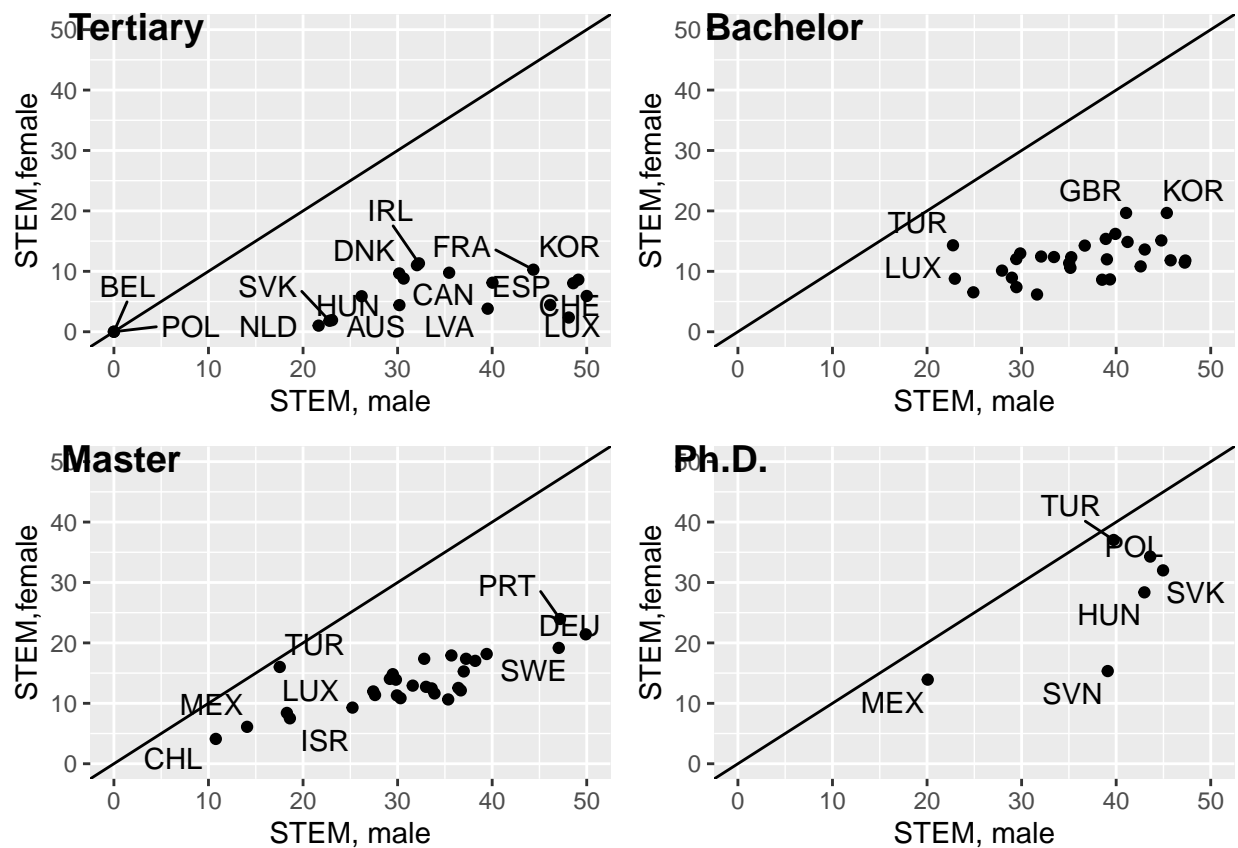 Tertiary
50
40
30
20
10
0
STEM,female
IRL
DNK
FRA
KOR
BEL
SVK
HUN
CAN
ESP
CHE
POL
NLD
AUS
LVA
LUX
0 10 20 30 40 50
STEM, male
Bachelor
50
40
30
20
10
0
STEM,female
GBR
KOR
TUR
LUX
0 10 20 30 40 50
STEM, male
Master
50
40
30
20
10
0
STEM,female
PRT
DEU
TUR
SWE
LUX
MEX
ISR
CHL
0 10 20 30 40 50
STEM, male
Ph.D.
50
40
30
20
10
0
STEM,female
TUR
POL
SVK
HUN
MEX
SVN
0 10 20 30 40 50
STEM, male